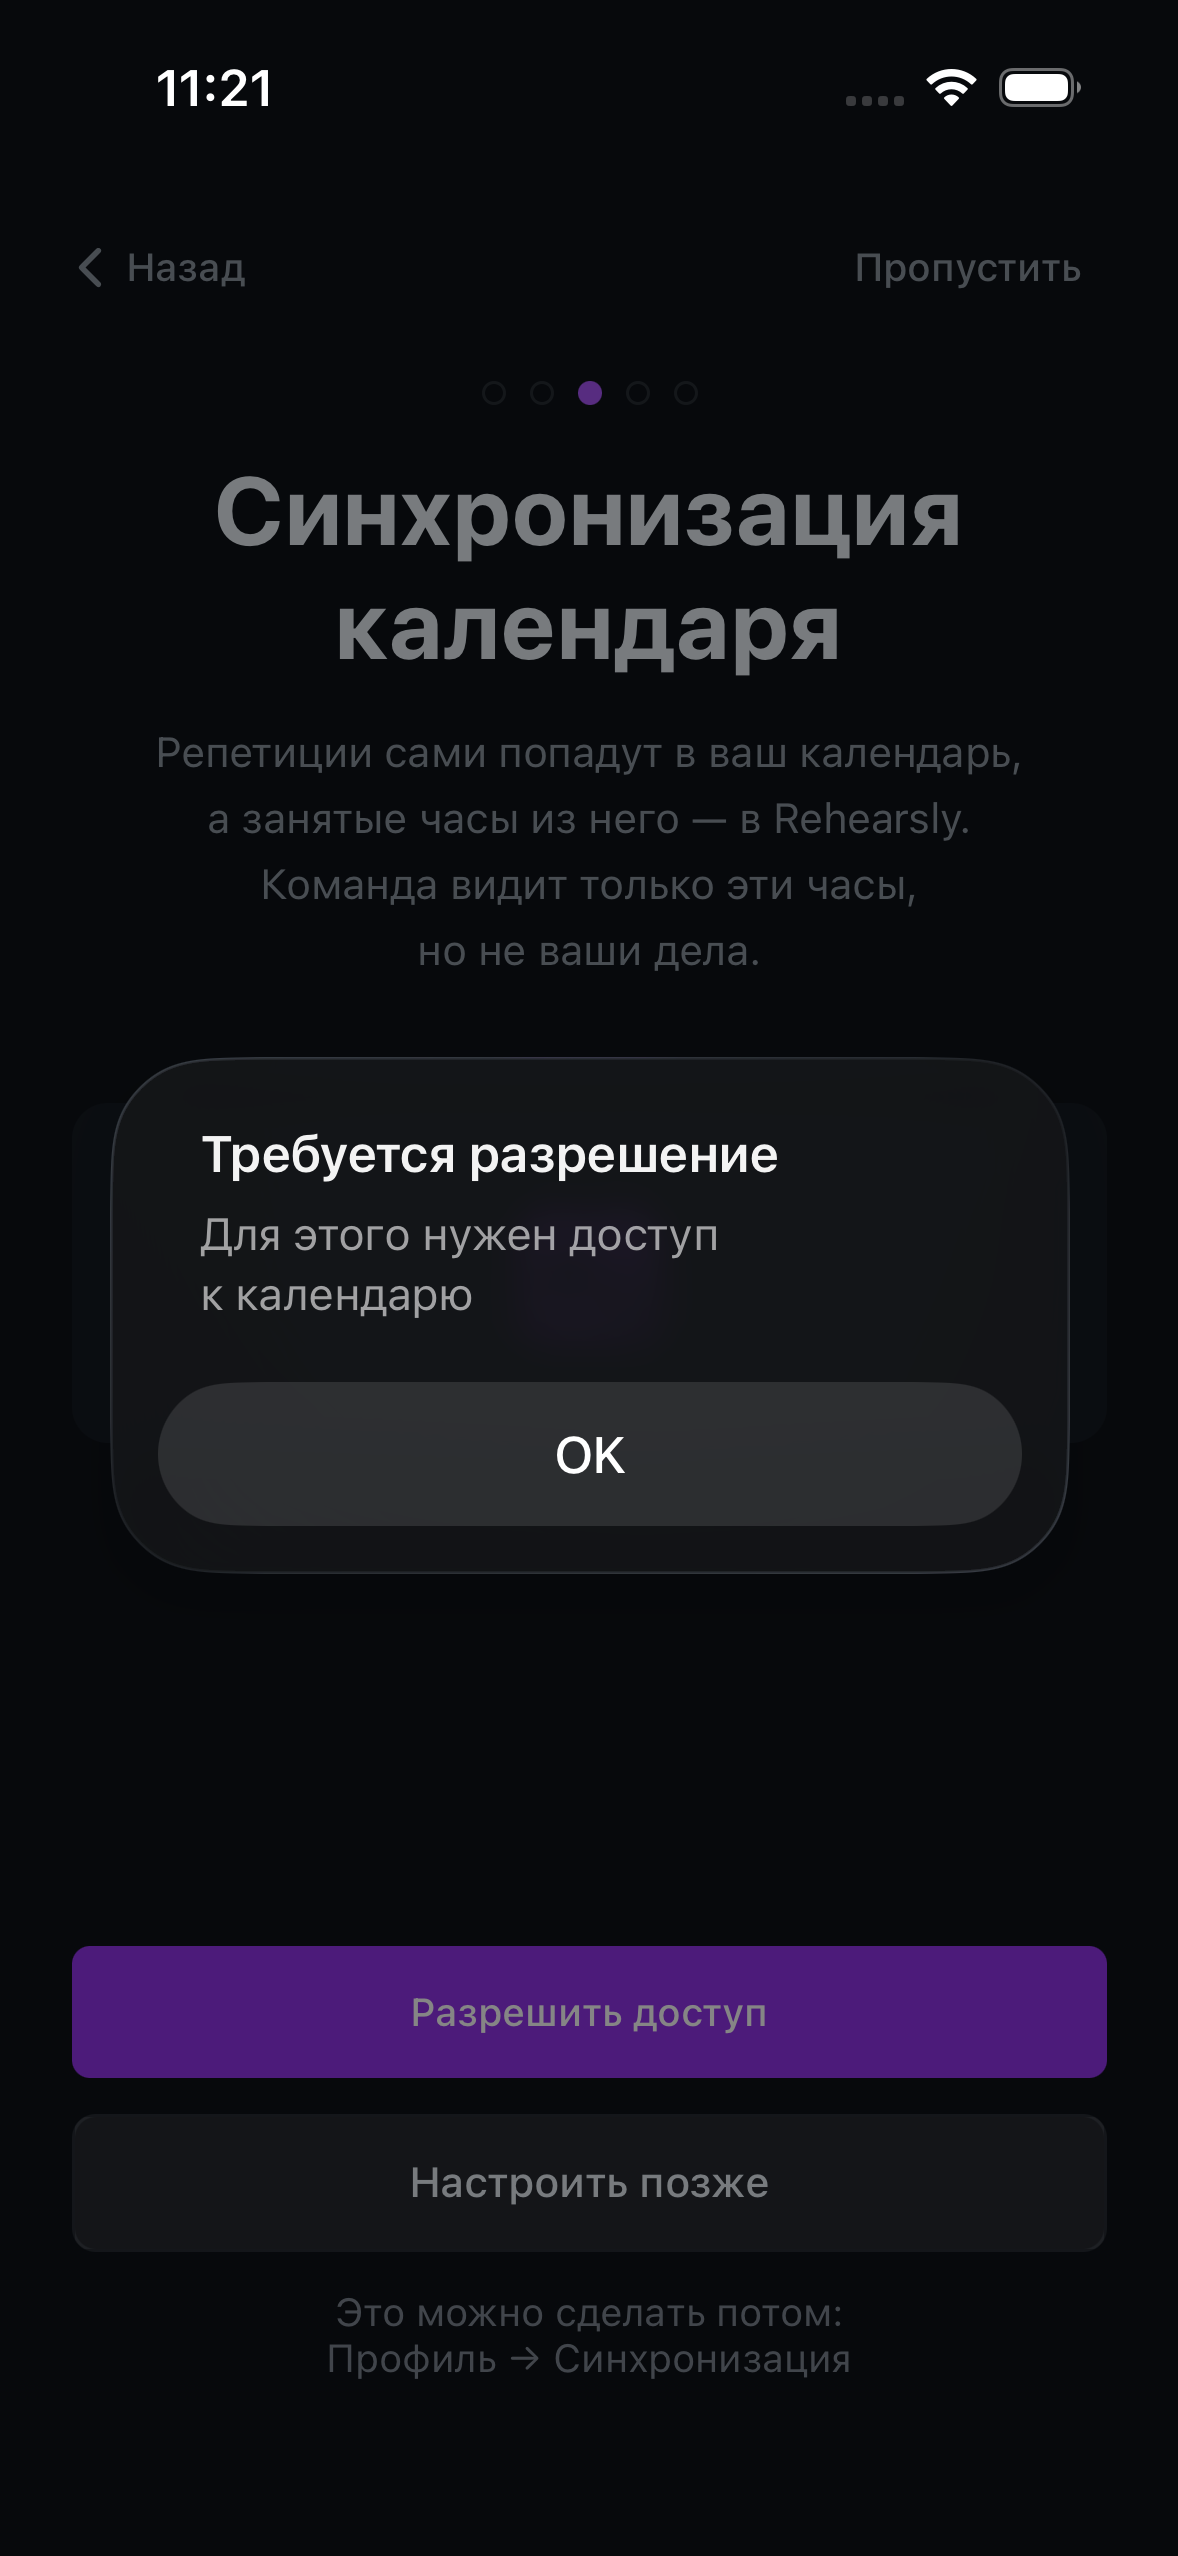 11:21
Назад
Пропустить
Синхронизация
календаря
Репетиции сами попадут в ваш календарь,
а занятые часы из него — в Rehearsly.
Команда видит только эти часы,
но не ваши дела.
Требуется разрешение
Для этого нужен доступ
к календарю
OK
Разрешить доступ
Настроить позже
Это можно сделать потом:
Профиль → Синхронизация